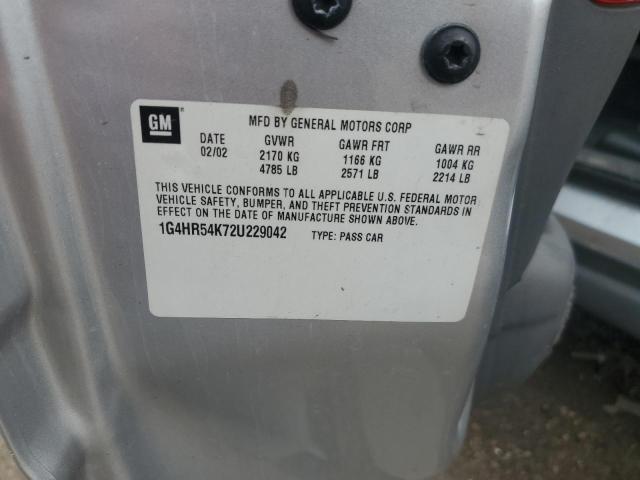 GM
MFD BY GENERAL MOTORS CORP
DATE GVWR GAWR FRT GAWR RR
02/02 2170 KG 1166 KG 1004 KG
4785 LB 2571 LB 2214 LB
THIS VEHICLE CONFORMS TO ALL APPLICABLE U.S. FEDERAL MOTOR
VEHICLE SAFETY, BUMPER, AND THEFT PREVENTION STANDARDS IN
EFFECT ON THE DATE OF MANUFACTURE SHOWN ABOVE.
1G4HR54K72U229042 TYPE: PASS CAR